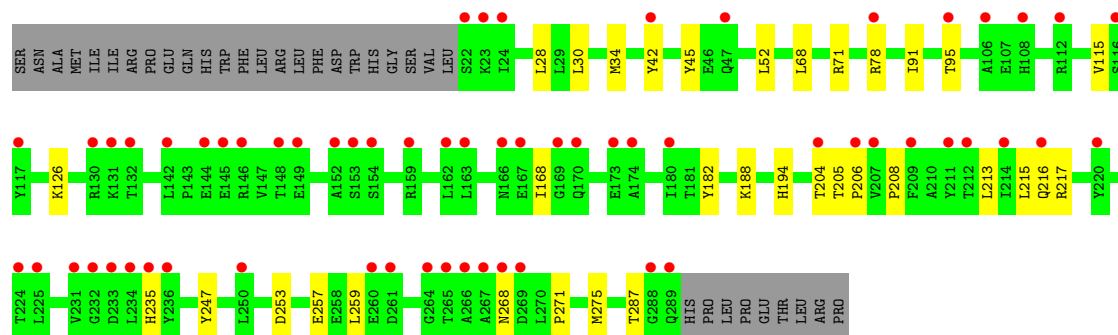 SER ASN ALA MET ILE ILE ARG PRO GLU GLN HIS TRP PHE LEU ARG LEU PHE ASP TRP HIS GLY SER VAL LEU S22 K23 I24 L28 L29 L30 M34 Y42 Y45 E46 Q47 L52 L68 R71 R78 I91 T95 A106 E107 H108 R112 V115 S116
Y117 K126 R130 K131 T132 L142 P143 E144 E145 R146 V147 T148 E149 A152 S153 S154 R159 L162 L163 N166 E167 I168 G169 Q170 E173 A174 I180 T181 Y182 K188 H194 T204 T205 P206 V207 P208 F209 A210 Y211 T212 L213 I214 L215 Q216 R217 Y220
T224 L225 V231 G232 D233 L234 H235 Y236 Y247 L250 D253 E257 E258 L259 E260 D261 G264 T265 A266 A267 N268 D269 L270 P271 M275 T287 G288 Q289 HIS PRO LEU PRO GLU THR LEU ARG PRO